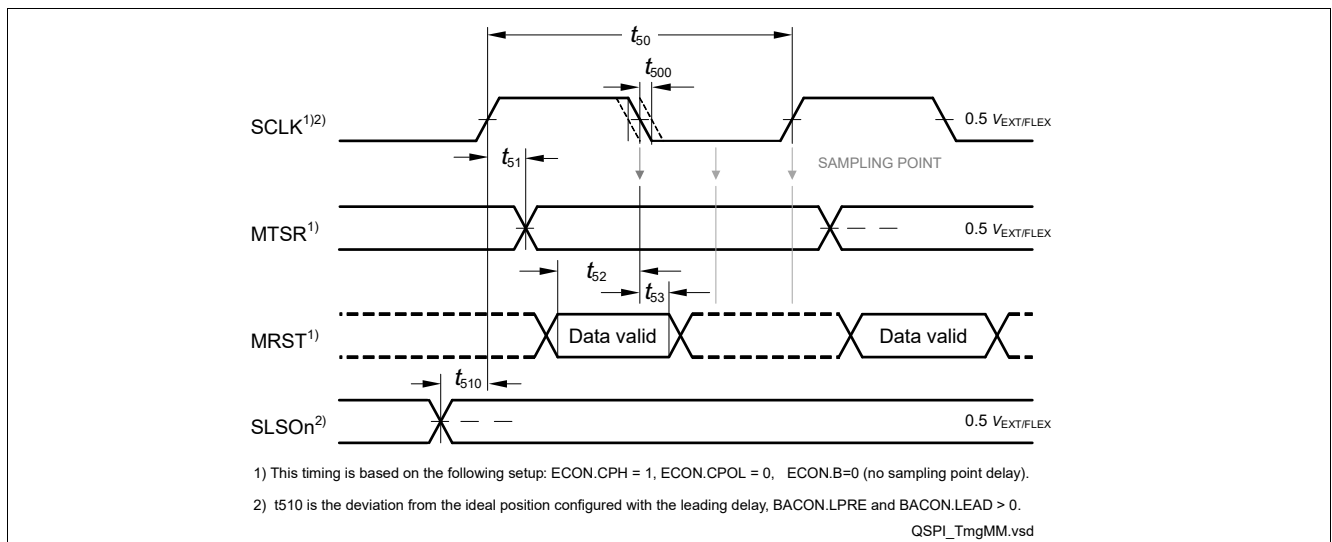 t50
t500
SCLK1)2)
0.5 VEXT/FLEX
t51
SAMPLING POINT
MTSR1)
0.5 VEXT/FLEX
t52
t53
MRST1)
Data valid
Data valid
t510
SLSOn2)
0.5 VEXT/FLEX
1) This timing is based on the following setup: ECON.CPH = 1, ECON.CPOL = 0, ECON.B=0 (no sampling point delay).
2) t510 is the deviation from the ideal position configured with the leading delay, BACON.LPRE and BACON.LEAD > 0.
QSPI_TmgMM.vsd